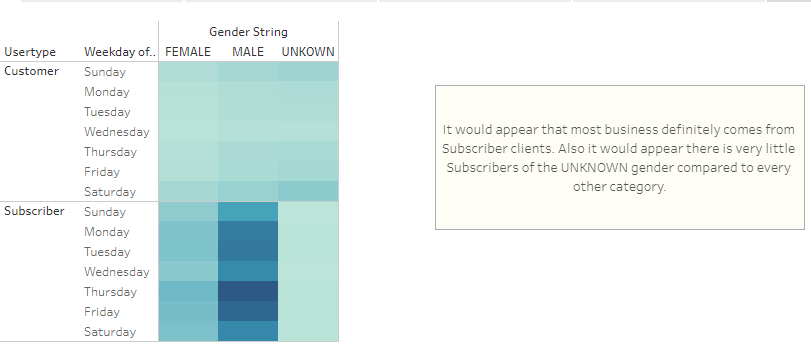 Gender String
Usertype Weekday of.. FEMALE MALE UNKOWN
Customer Sunday
Monday
Tuesday
Wednesday
Thursday
Friday
Saturday
Subscriber Sunday
Monday
Tuesday
Wednesday
Thursday
Friday
Saturday
It would appear that most business definitely comes from
Subscriber clients. Also it would appear there is very little
Subscribers of the UNKNOWN gender compared to every
other category.